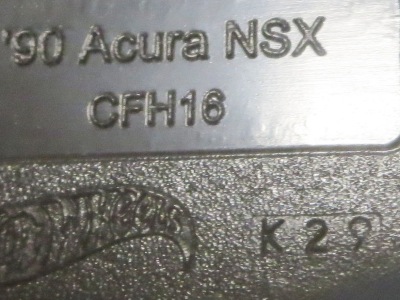 '90 Acura NSX
CFH16
Hot Wheels
K29